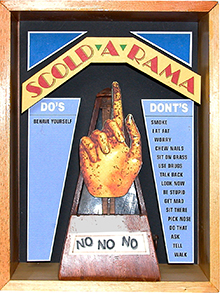 SCOLD-A-RAMA
DO'S
BEHAVE YOURSELF
DONT'S
SMOKE
EAT FAT
WORRY
CHEW NAILS
SIT ON GRASS
USE DRUGS
TALK BACK
LOOK NOW
BE STUPID
GET MAD
SIT THERE
PICK NOSE
DO THAT
ASK
TELL
WALK
NO NO NO